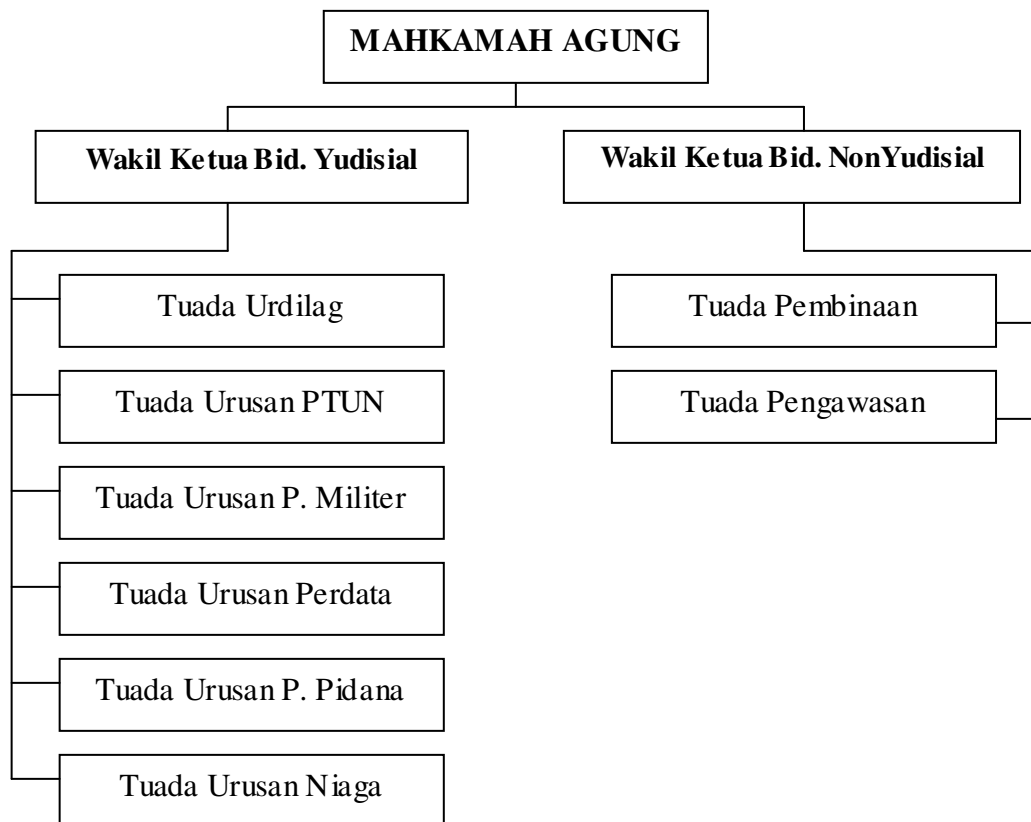 MAHKAMAH AGUNG
Wakil Ketua Bid. Yudisial
Wakil Ketua Bid. NonYudisial
Tuada Urdilag
Tuada Urusan PTUN
Tuada Urusan P. Militer
Tuada Urusan Perdata
Tuada Urusan P. Pidana
Tuada Urusan Niaga
Tuada Pembinaan
Tuada Pengawasan